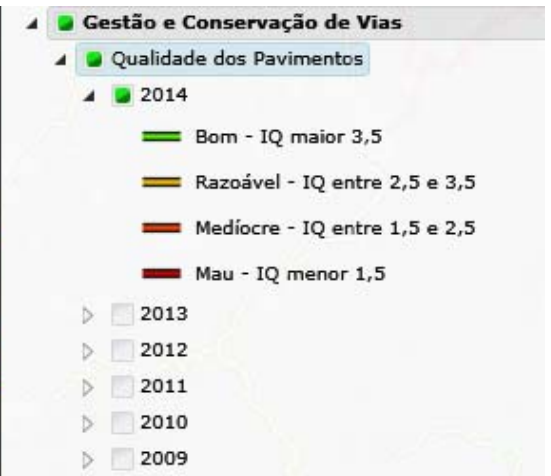 Gestão e Conservação de Vias
Qualidade dos Pavimentos
2014
Bom - IQ maior 3,5
Razoável - IQ entre 2,5 e 3,5
Medíocre - IQ entre 1,5 e 2,5
Mau - IQ menor 1,5
2013
2012
2011
2010
2009